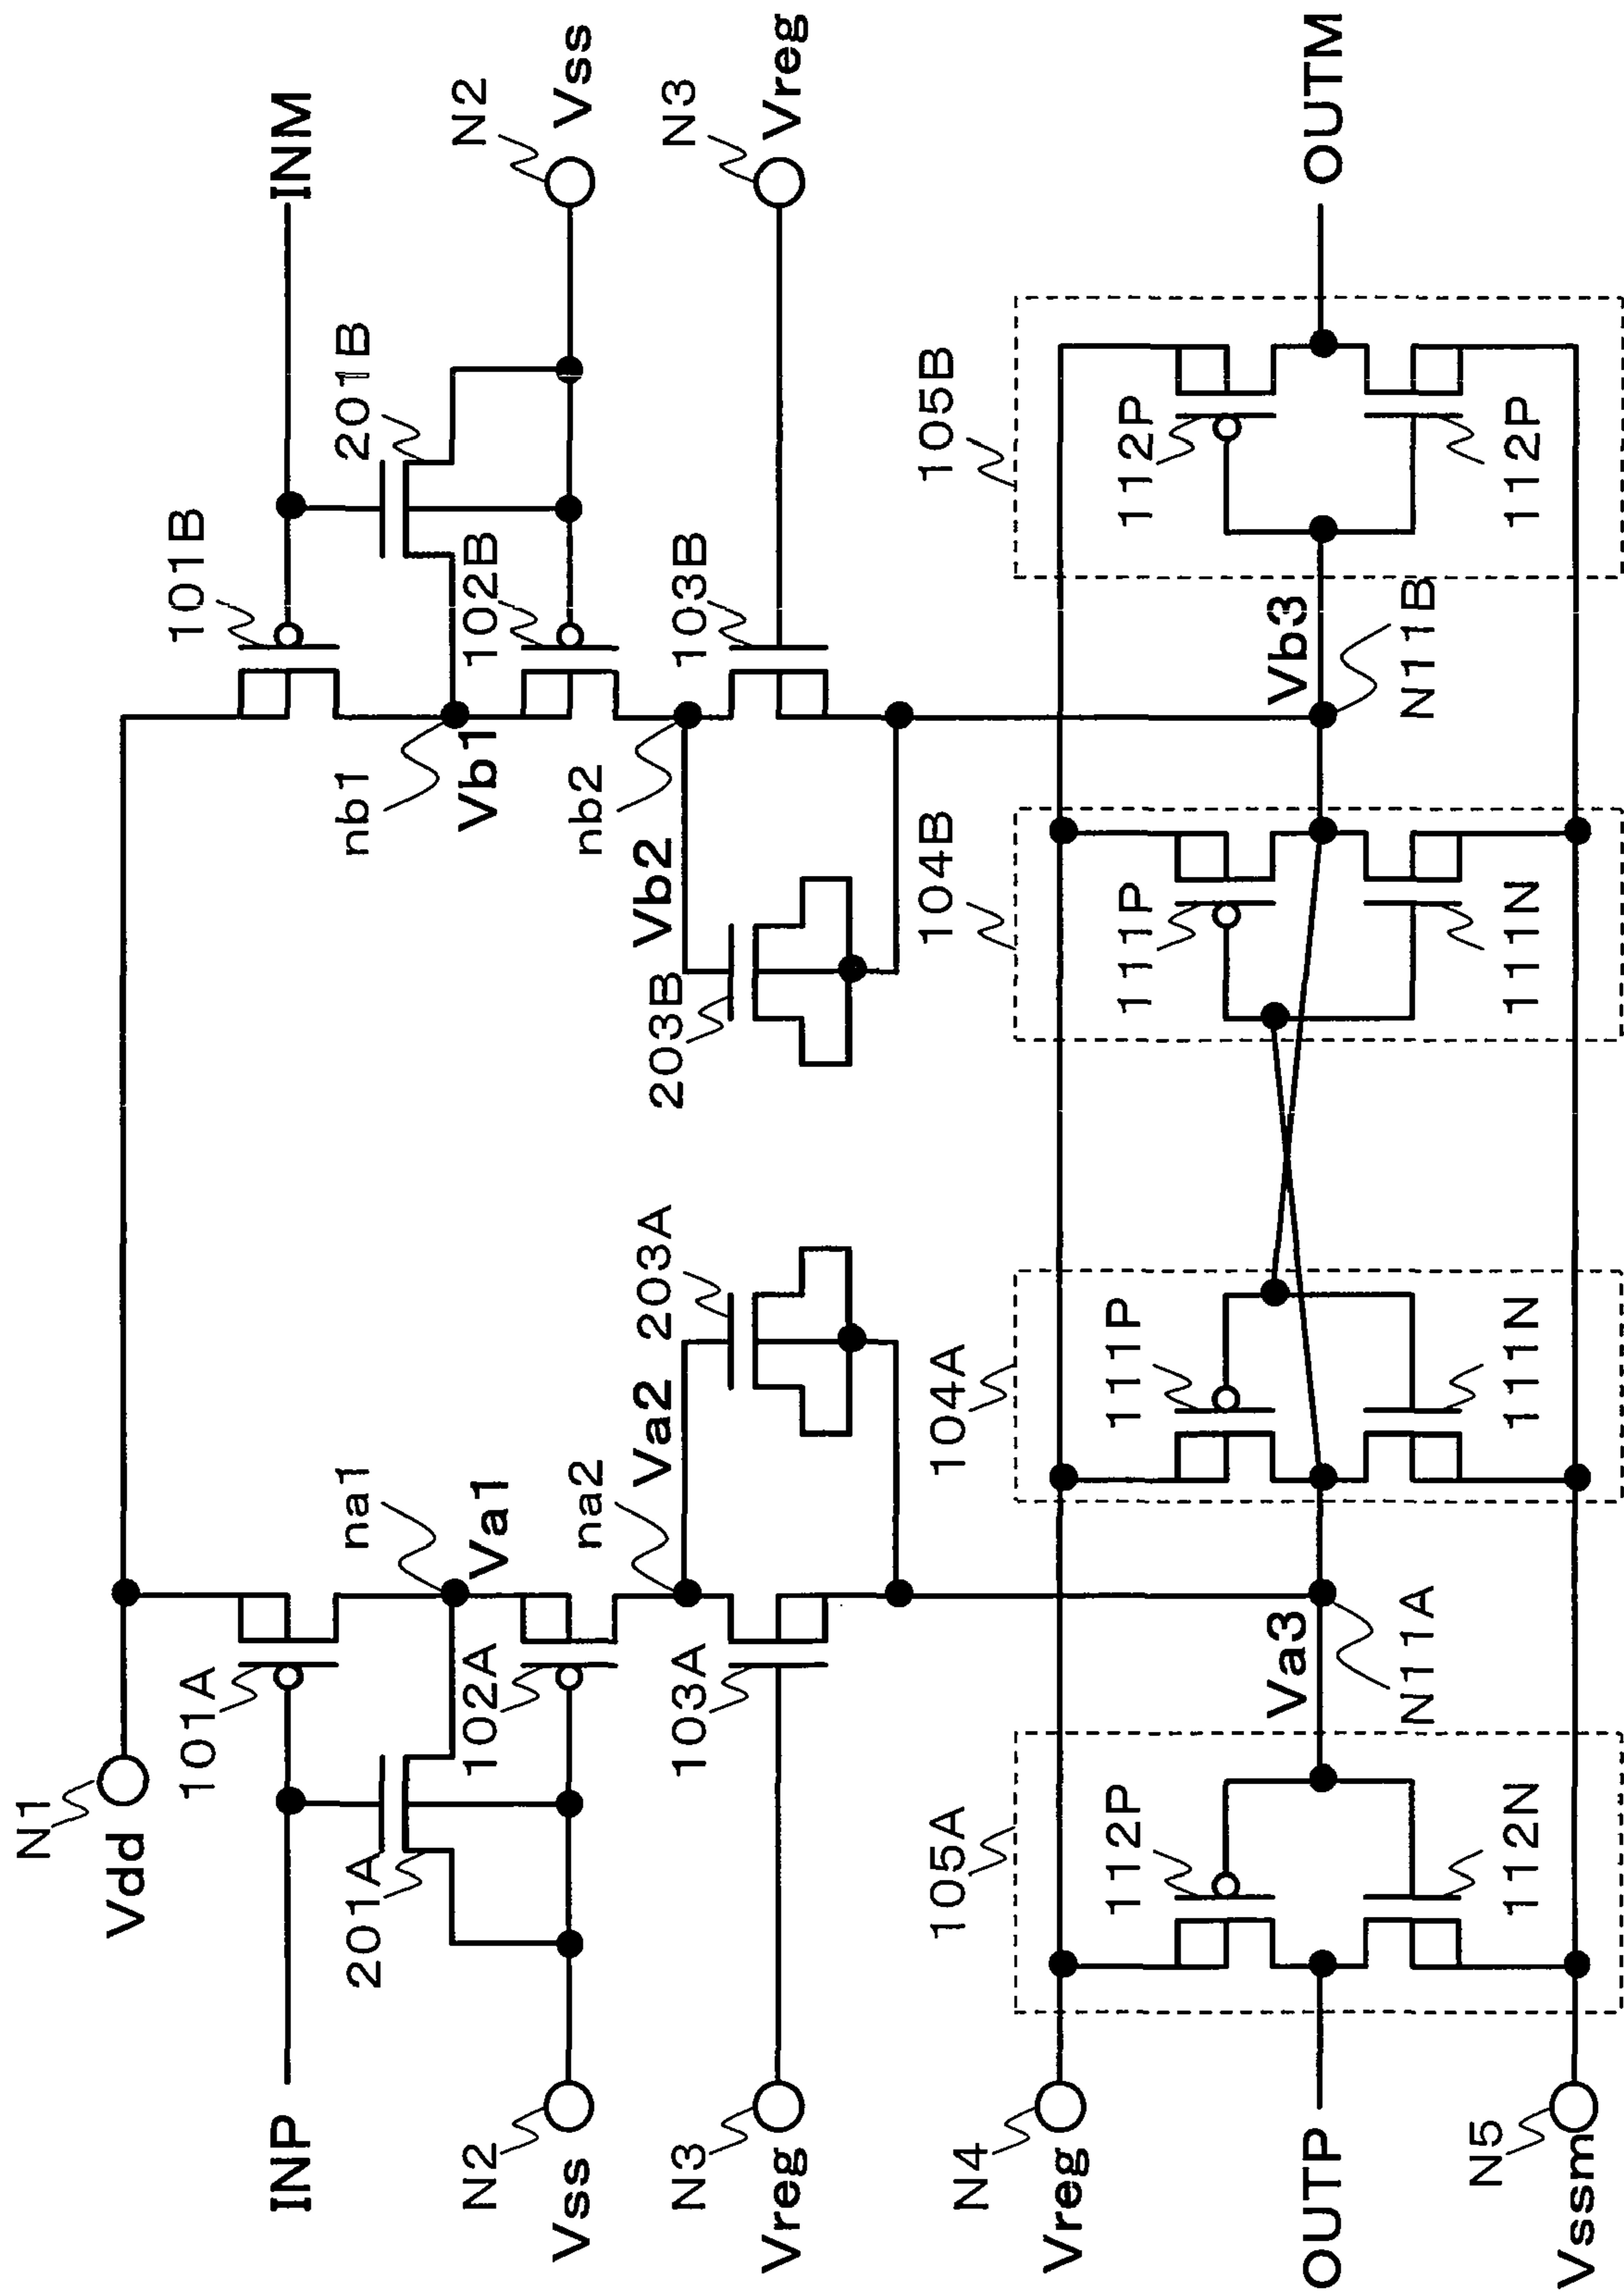 N1
Vdd
INP
INM
101A
101B
201A
201B
na1
Va1
nb1
Vb1
N2
Vss
N2
Vss
102A
102B
na2
Va2
nb2
Vb2
203A
203B
N3
Vreg
N3
Vreg
103A
103B
105A
104A
104B
105B
N4
Vreg
112P
111P
111P
112P
OUTP
Va3
Vb3
OUTM
N11A
N11B
112N
111N
111N
112P
N5
Vssm